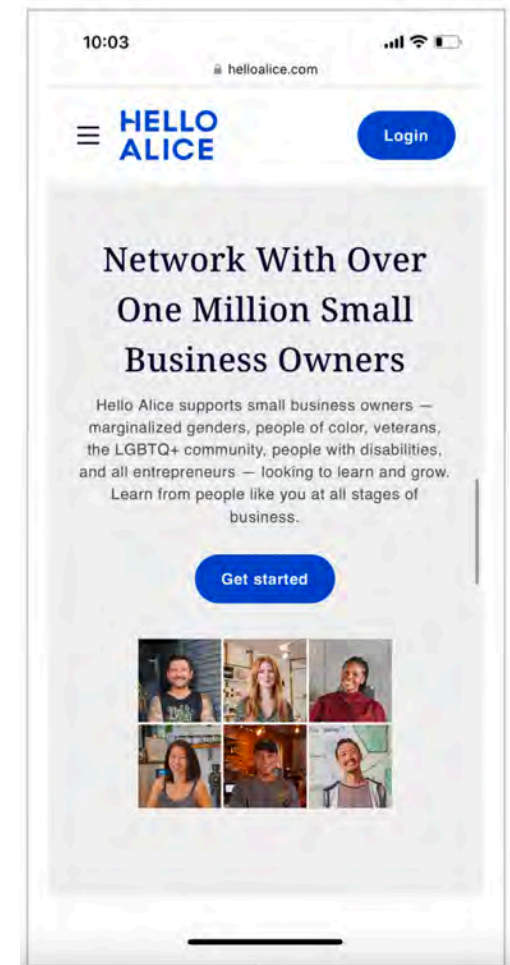 10:03
helloalice.com
HELLO
ALICE
Login
Network With Over
One Million Small
Business Owners
Hello Alice supports small business owners —
marginalized genders, people of color, veterans,
the LGBTQ+ community, people with disabilities,
and all entrepreneurs — looking to learn and grow.
Learn from people like you at all stages of
business.
Get started